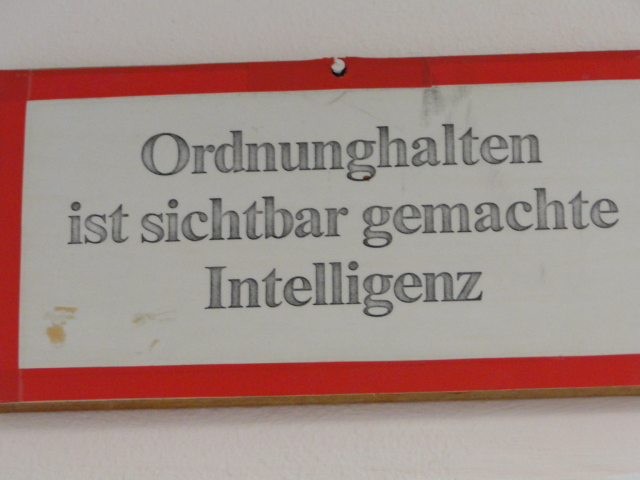 Ordnunghalten
ist sichtbar gemachte
Intelligenz